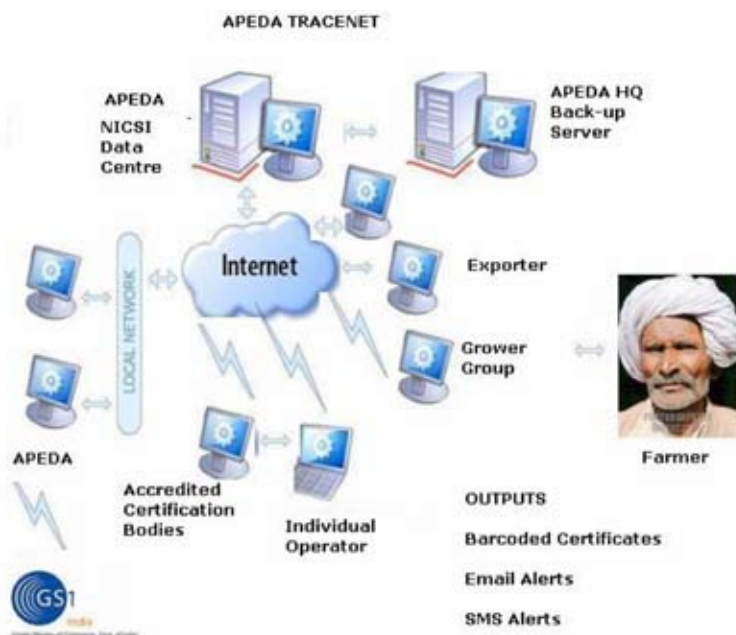 APEDA TRACENET
APEDA
NICSI
Data
Centre
APEDA HQ
Back-up
Server
Internet
Exporter
LOCAL NETWORK
Grower
Group
Farmer
APEDA
Accredited
Certification
Bodies
Individual
Operator
OUTPUTS
Barcoded Certificates
Email Alerts
SMS Alerts
GS1
India